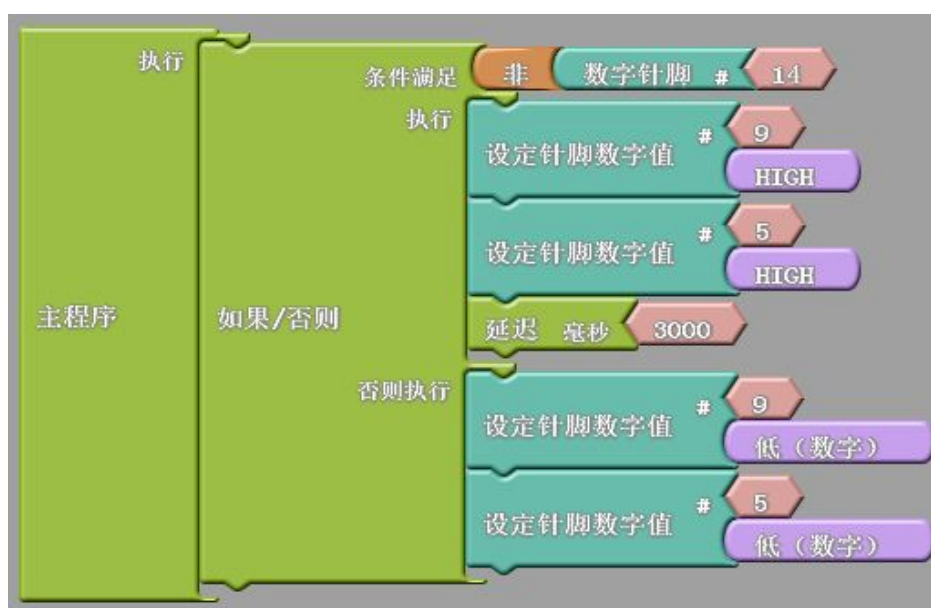 执行
条件满足 非 数字针脚 # 14
执行
设定针脚数字值 # 9
HIGH
设定针脚数字值 # 5
HIGH
主程序 如果/否则
延迟 毫秒 3000
否则执行
设定针脚数字值 # 9
低（数字）
设定针脚数字值 # 5
低（数字）